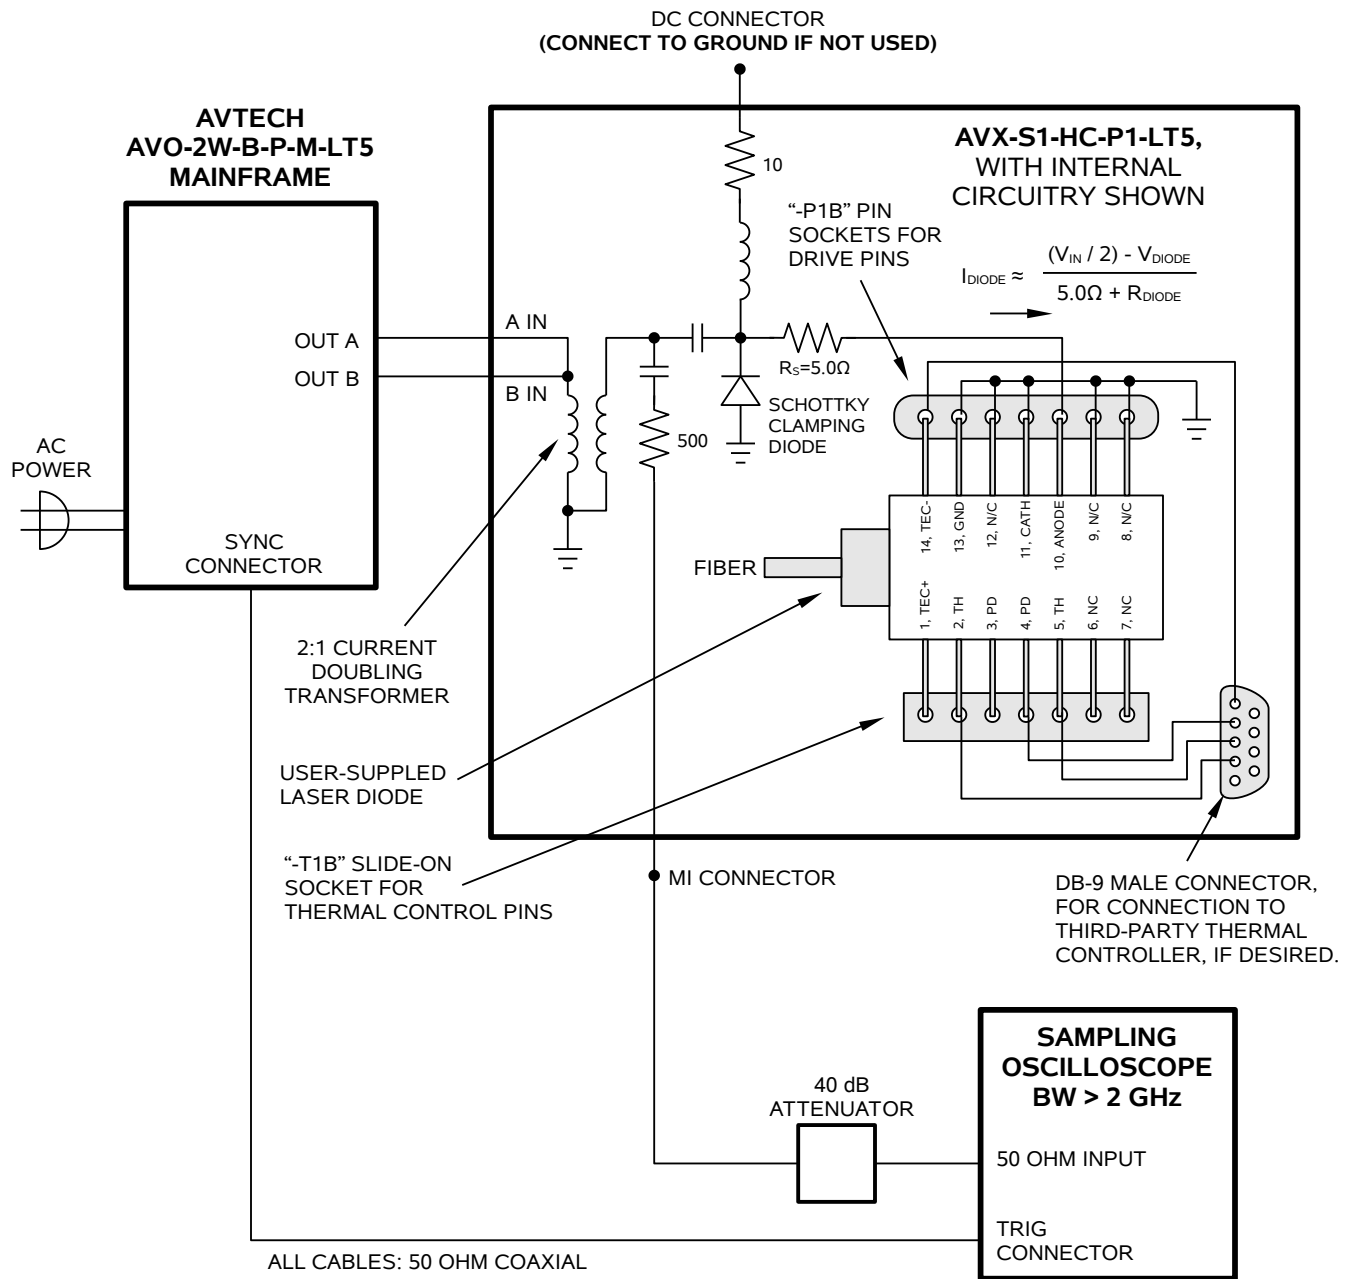 DC CONNECTOR
(CONNECT TO GROUND IF NOT USED)
AVTECH
AVO-2W-B-P-M-LT5
MAINFRAME
AVX-S1-HC-P1-LT5,
WITH INTERNAL
CIRCUITRY SHOWN
10
“-P1B” PIN
SOCKETS FOR
DRIVE PINS
IDIODE ≈ (VIN / 2) - VDIODE
5.0Ω + RDIODE
OUT A
OUT B
A IN
B IN
RS=5.0Ω
SCHOTTKY
CLAMPING
DIODE
500
AC
POWER
SYNC
CONNECTOR
14, TEC-
13, GND
12, N/C
11, CATH
10, ANODE
9, N/C
8, N/C
FIBER
1, TEC+
2, TH
3, PD
4, PD
5, TH
6, NC
7, NC
2:1 CURRENT
DOUBLING
TRANSFORMER
USER-SUPPLED
LASER DIODE
“-T1B” SLIDE-ON
SOCKET FOR
THERMAL CONTROL PINS
MI CONNECTOR
DB-9 MALE CONNECTOR,
FOR CONNECTION TO
THIRD-PARTY THERMAL
CONTROLLER, IF DESIRED.
SAMPLING
OSCILLOSCOPE
BW > 2 GHz
40 dB
ATTENUATOR
50 OHM INPUT
TRIG
CONNECTOR
ALL CABLES: 50 OHM COAXIAL